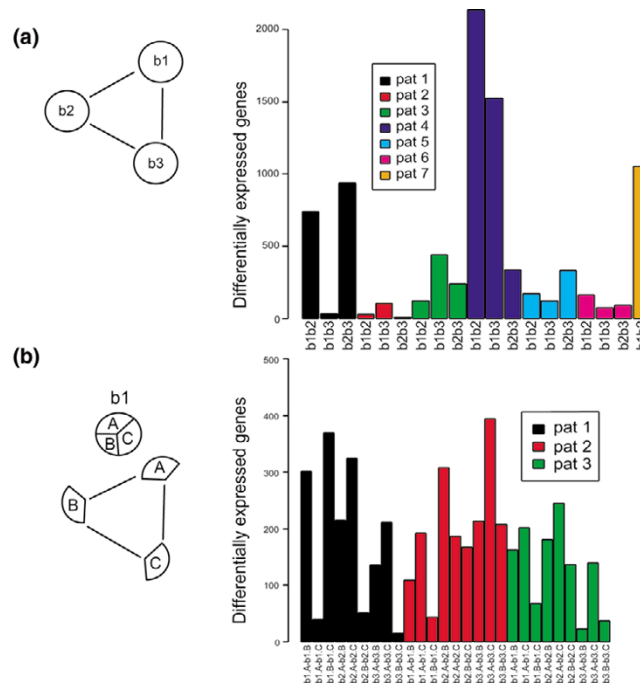 (a)
b1
b2
b3
Differentially expressed genes
2000
1500
1000
500
0
pat 1
pat 2
pat 3
pat 4
pat 5
pat 6
pat 7
b1b2
b1b3
b2b3
b1b2
b1b3
b2b3
b1b2
b1b3
b2b3
b1b2
b1b3
b2b3
b1b2
b1b3
b2b3
b1b2
b1b3
b2b3
(b)
b1
A
B
C
A
B
C
Differentially expressed genes
500
400
300
200
100
0
pat 1
pat 2
pat 3
b1.A-b1.B
b1.A-b1.C
b1.B-b1.C
b2.A-b2.B
b2.A-b2.C
b2.B-b2.C
b3.A-b3.B
b3.A-b3.C
b3.B-b3.C
b1.A-b1.B
b1.A-b1.C
b1.B-b1.C
b2.A-b2.B
b2.A-b2.C
b2.B-b2.C
b3.A-b3.B
b3.A-b3.C
b3.B-b3.C
b1.A-b1.B
b1.A-b1.C
b1.B-b1.C
b2.A-b2.B
b2.A-b2.C
b2.B-b2.C
b3.A-b3.B
b3.A-b3.C
b3.B-b3.C